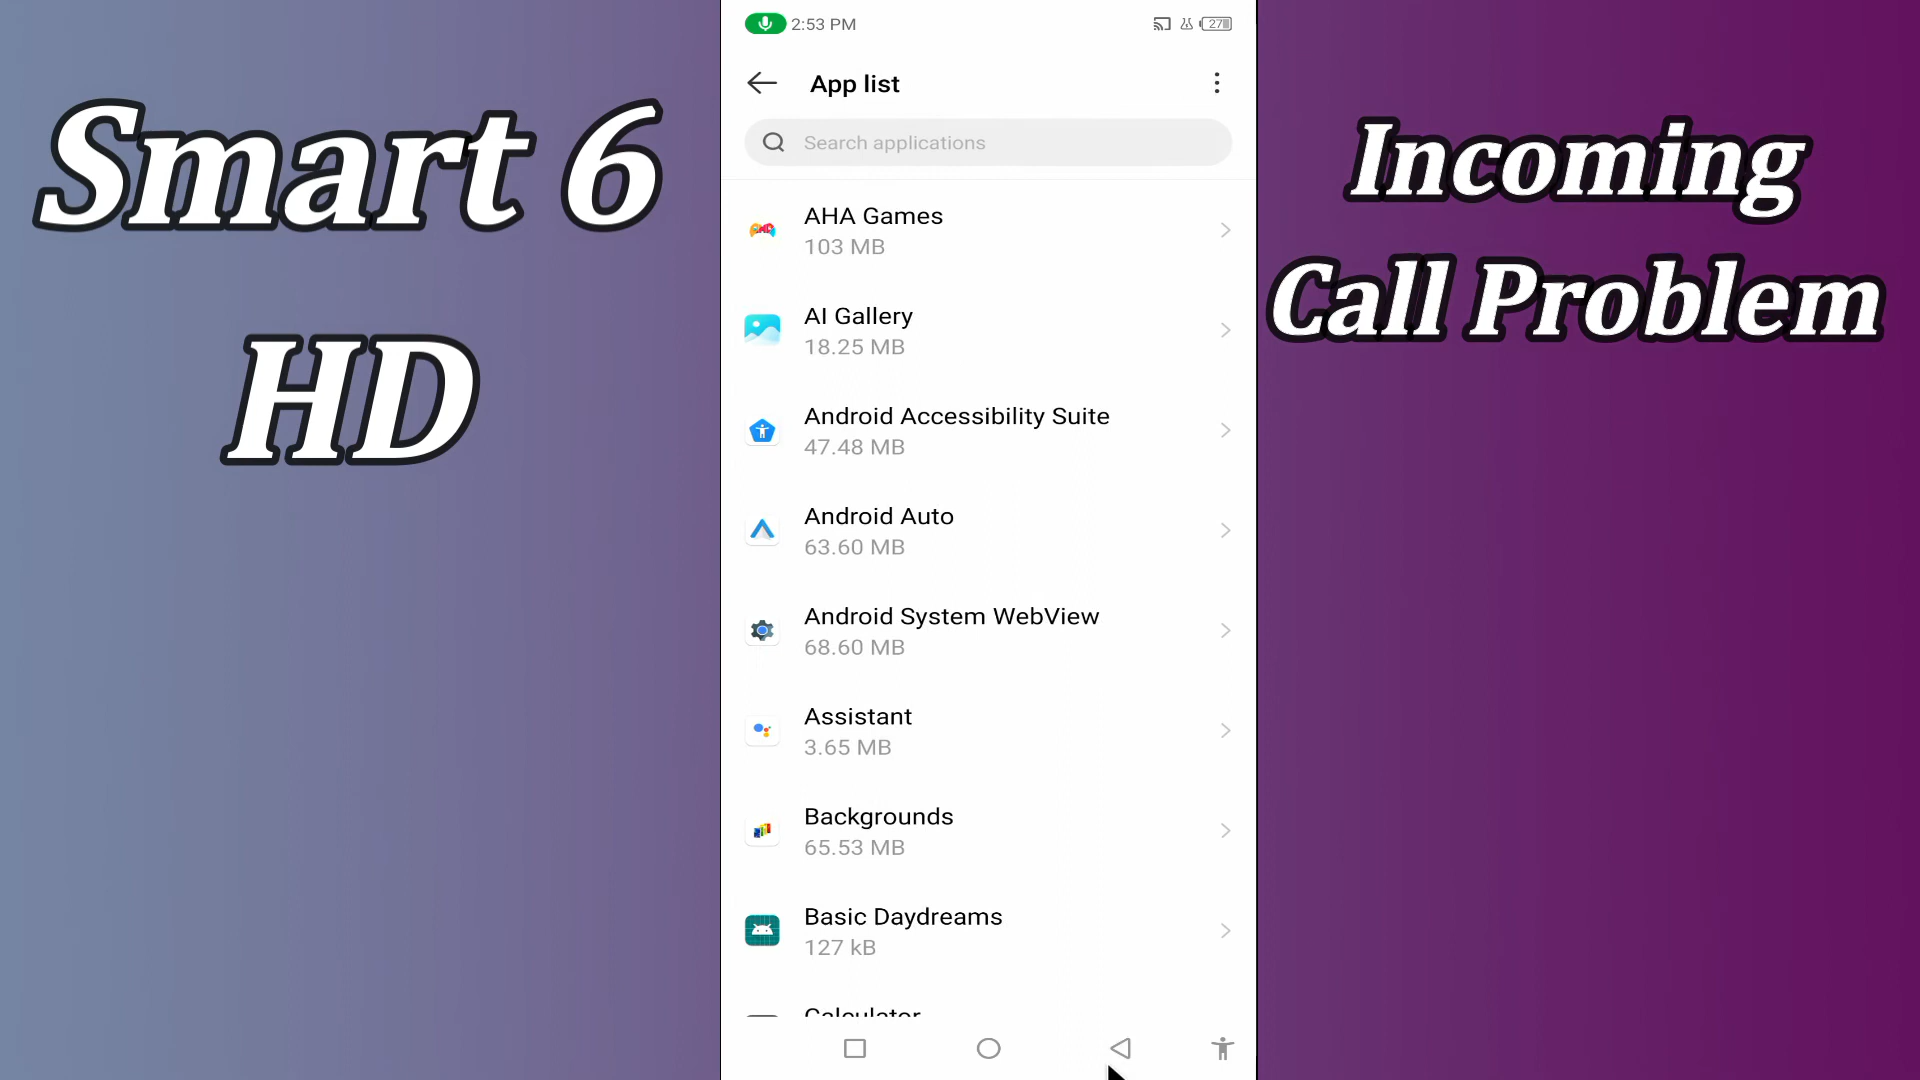 Smart 6
HD
2:53 PM
27
App list
Search applications
AHA Games
103 MB
AI Gallery
18.25 MB
Android Accessibility Suite
47.48 MB
Android Auto
63.60 MB
Android System WebView
68.60 MB
Assistant
3.65 MB
Backgrounds
65.53 MB
Basic Daydreams
127 kB
Calculator
Incoming
Call Problem